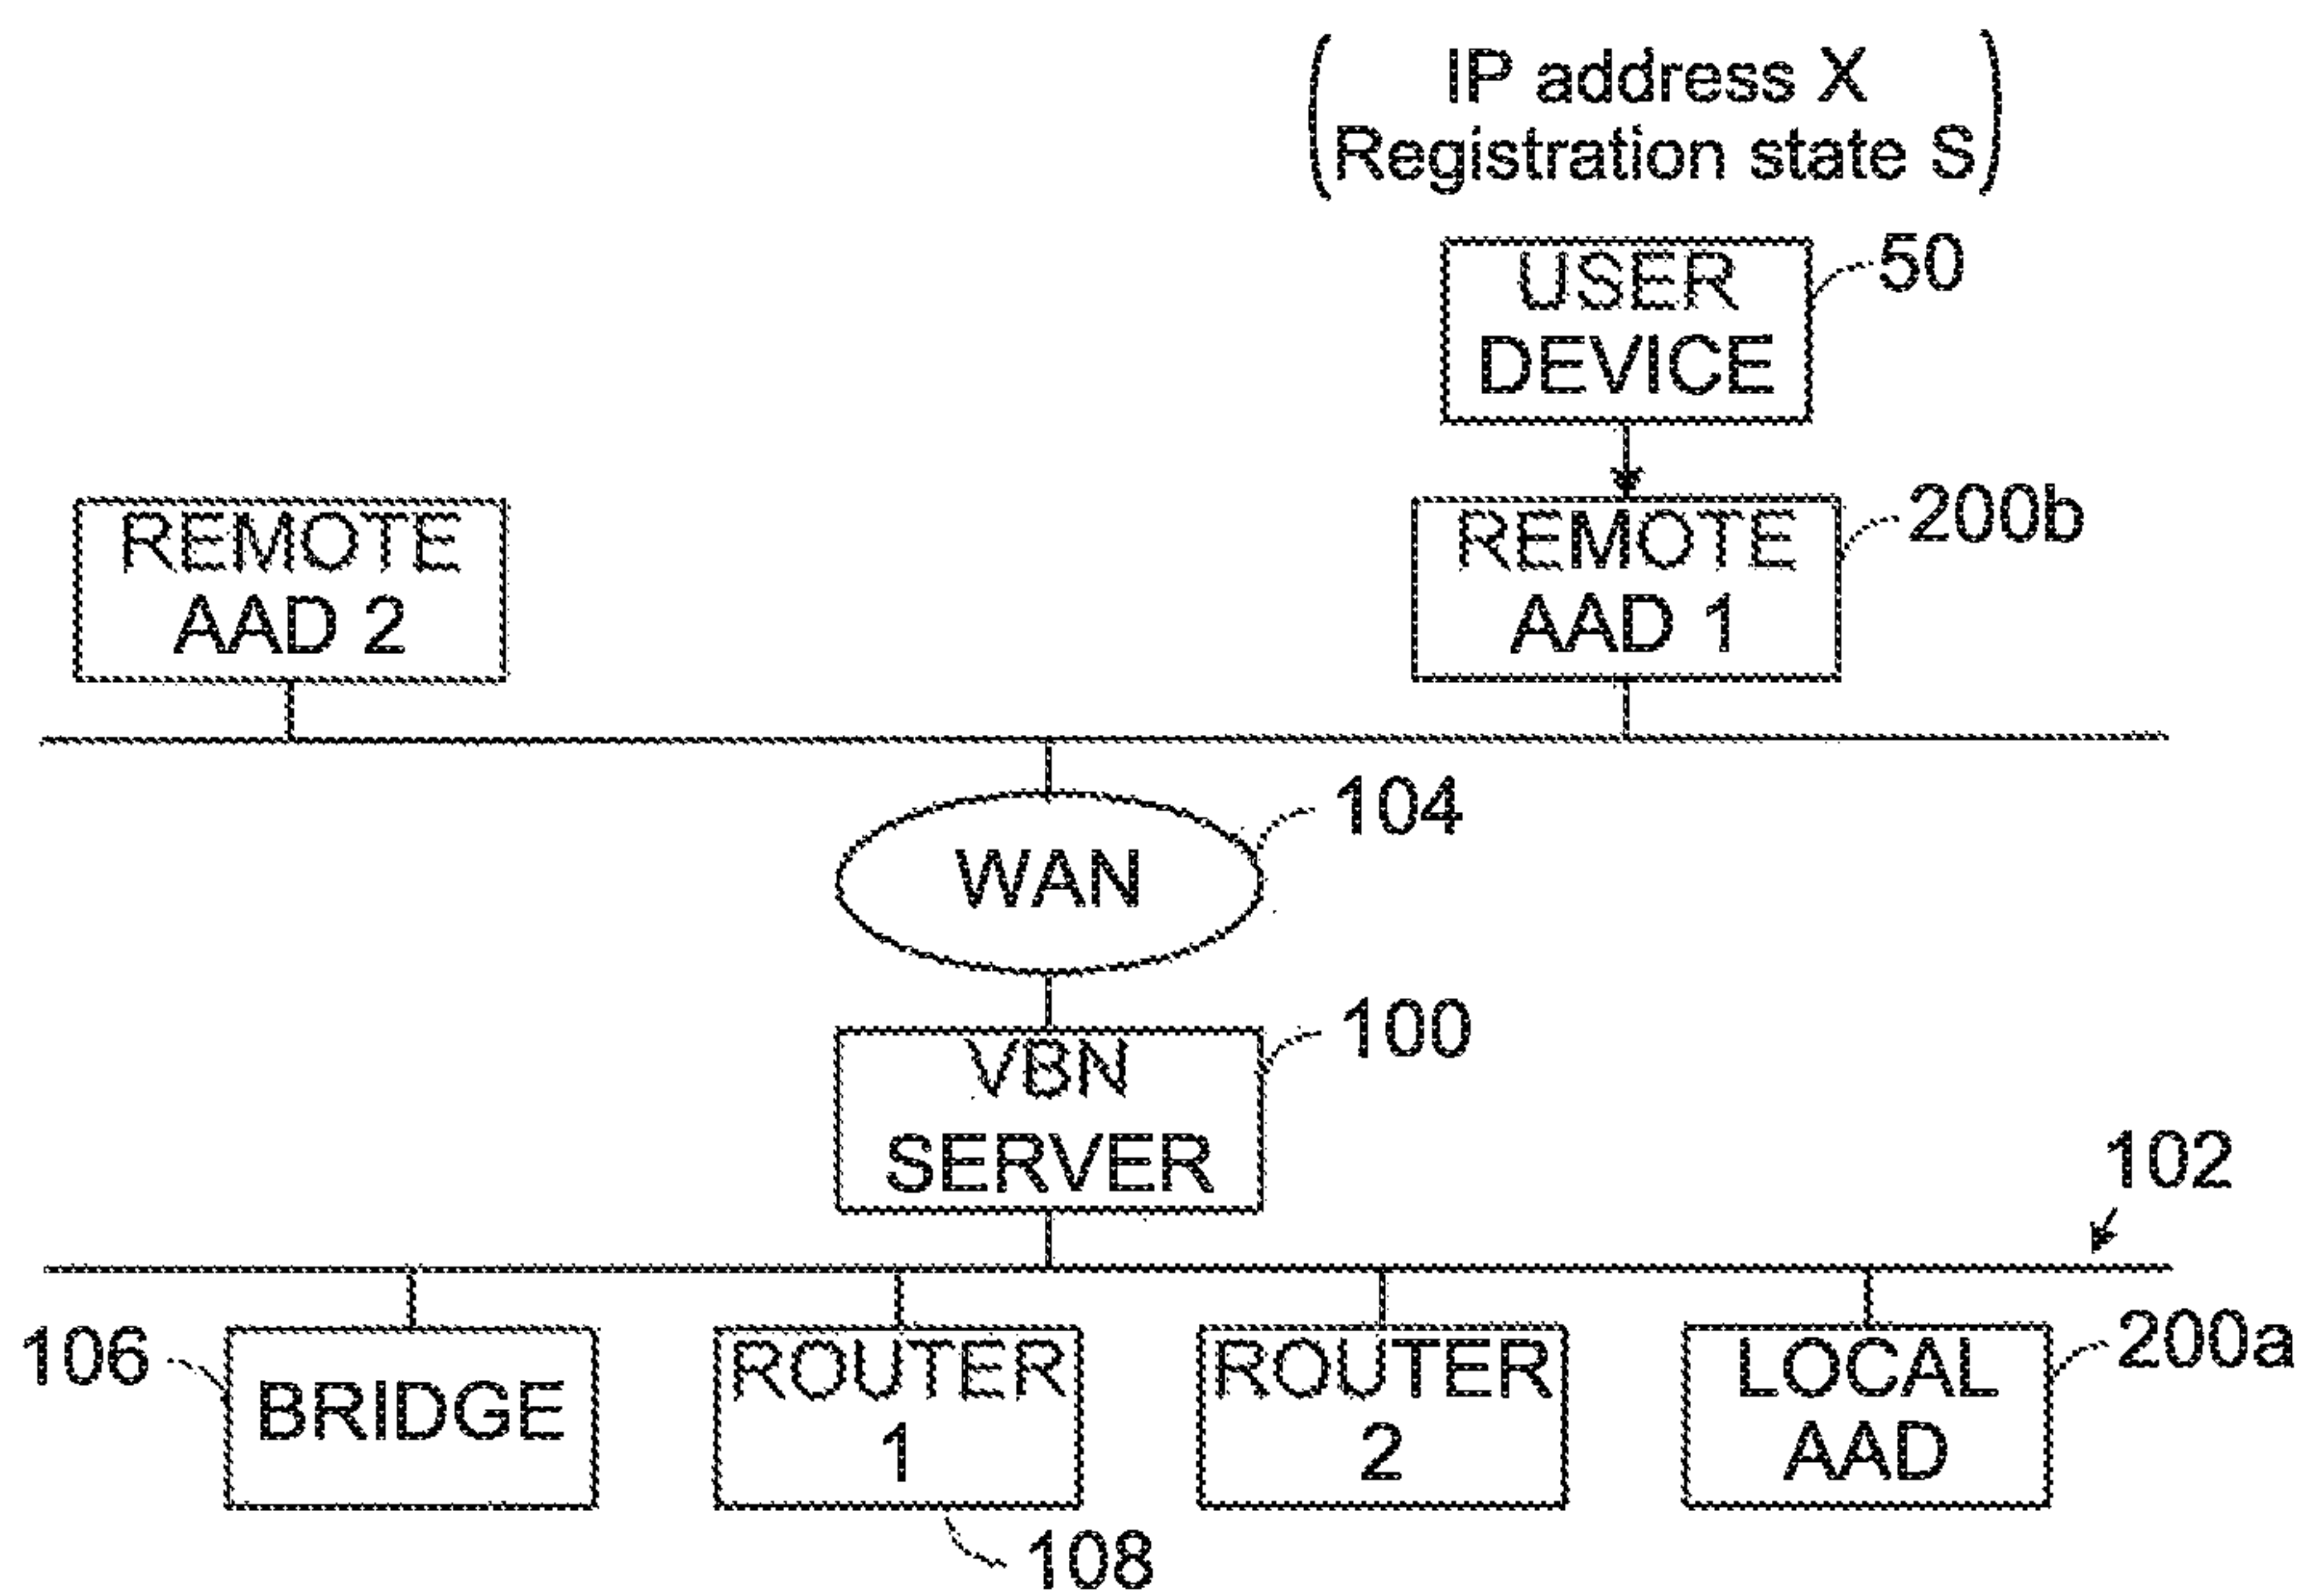 IP address X
Registration state S
USER
DEVICE
50
REMOTE
AAD 2
REMOTE
AAD 1
200b
WAN
104
VBN
SERVER
100
102
106
BRIDGE
ROUTER
1
108
ROUTER
2
LOCAL
AAD
200a